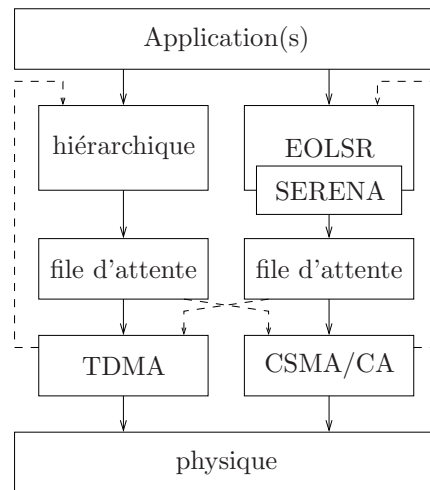 Application(s)
hiérarchique
EOLSR
SERENA
file d'attente
file d'attente
TDMA
CSMA/CA
physique